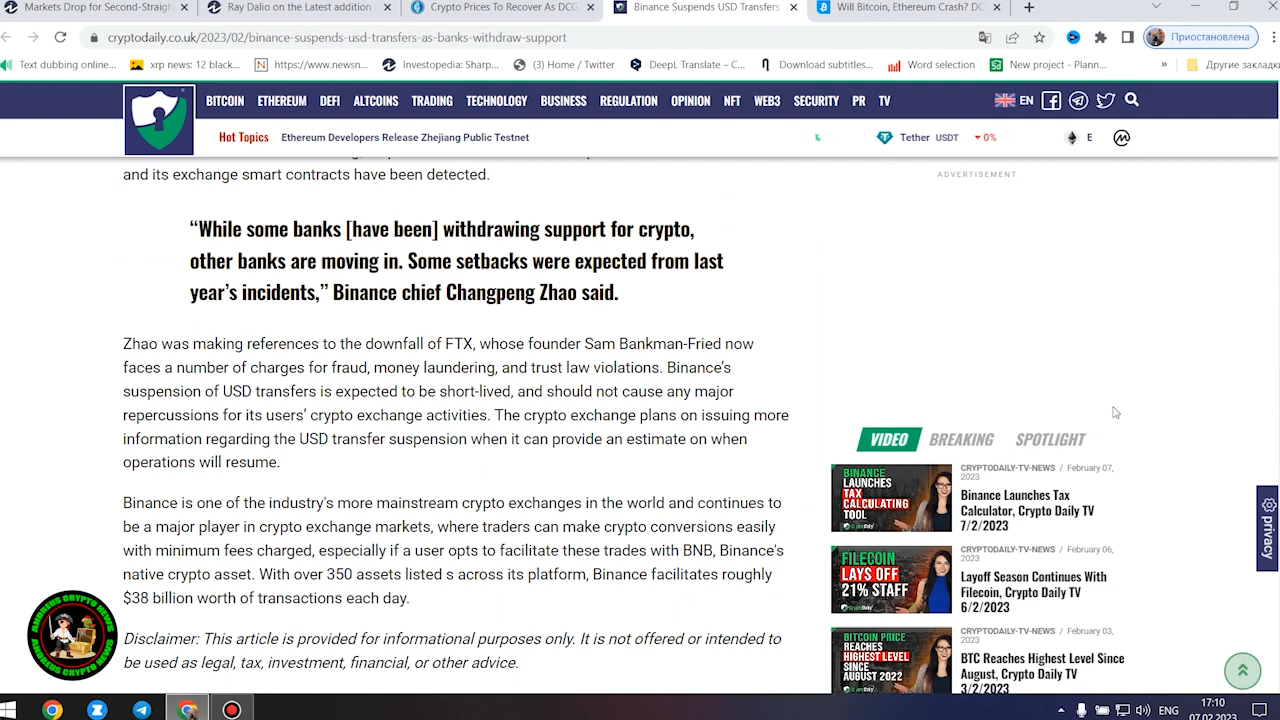 Markets Drop for Second-Straigh
Ray Dalio on the Latest addition
Crypto Prices To Recover As DCG
Binance Suspends USD Transfers
Will Bitcoin, Ethereum Crash? DC
cryptodaily.co.uk/2023/02/binance-suspends-usd-transfers-as-banks-withdraw-support
Приостановлена
Text dubbing online...
xrp news: 12 black...
https://www.newsn...
Investopedia: Sharp...
(3) Home / Twitter
DeepL Translate – C...
Download subtitles...
Word selection
New project - Plann...
»
Другие закладки
BITCOIN ETHEREUM DEFI ALTCOINS TRADING TECHNOLOGY BUSINESS REGULATION OPINION NFT WEB3 SECURITY PR TV
EN
Hot Topics
Ethereum Developers Release Zhejiang Public Testnet
Tether USDT
0%
E
and its exchange smart contracts have been detected.
ADVERTISEMENT
“While some banks [have been] withdrawing support for crypto,
other banks are moving in. Some setbacks were expected from last
year’s incidents,” Binance chief Changpeng Zhao said.
Zhao was making references to the downfall of FTX, whose founder Sam Bankman-Fried now
faces a number of charges for fraud, money laundering, and trust law violations. Binance’s
suspension of USD transfers is expected to be short-lived, and should not cause any major
repercussions for its users’ crypto exchange activities. The crypto exchange plans on issuing more
information regarding the USD transfer suspension when it can provide an estimate on when
operations will resume.
Binance is one of the industry's more mainstream crypto exchanges in the world and continues to
be a major player in crypto exchange markets, where traders can make crypto conversions easily
with minimum fees charged, especially if a user opts to facilitate these trades with BNB, Binance's
native crypto asset. With over 350 assets listed s across its platform, Binance facilitates roughly
$38 billion worth of transactions each day.
Disclaimer: This article is provided for informational purposes only. It is not offered or intended to
be used as legal, tax, investment, financial, or other advice.
VIDEO BREAKING SPOTLIGHT
BINANCE
LAUNCHES
TAX
CALCULATING
TOOL
CRYPTODAILY-TV-NEWS / February 07,
2023
Binance Launches Tax
Calculator, Crypto Daily TV
7/2/2023
FILECOIN
LAYS OFF
21% STAFF
CRYPTODAILY-TV-NEWS / February 06,
2023
Layoff Season Continues With
Filecoin, Crypto Daily TV
6/2/2023
BITCOIN PRICE
REACHES
HIGHEST LEVEL
SINCE
AUGUST 2022
CRYPTODAILY-TV-NEWS / February 03,
2023
BTC Reaches Highest Level Since
August, Crypto Daily TV
3/2/2023
privacy
ANDREUS CRYPTO NEWS
ANDREUS CRYPTO NEWS
ENG
17:10
07.02.2023